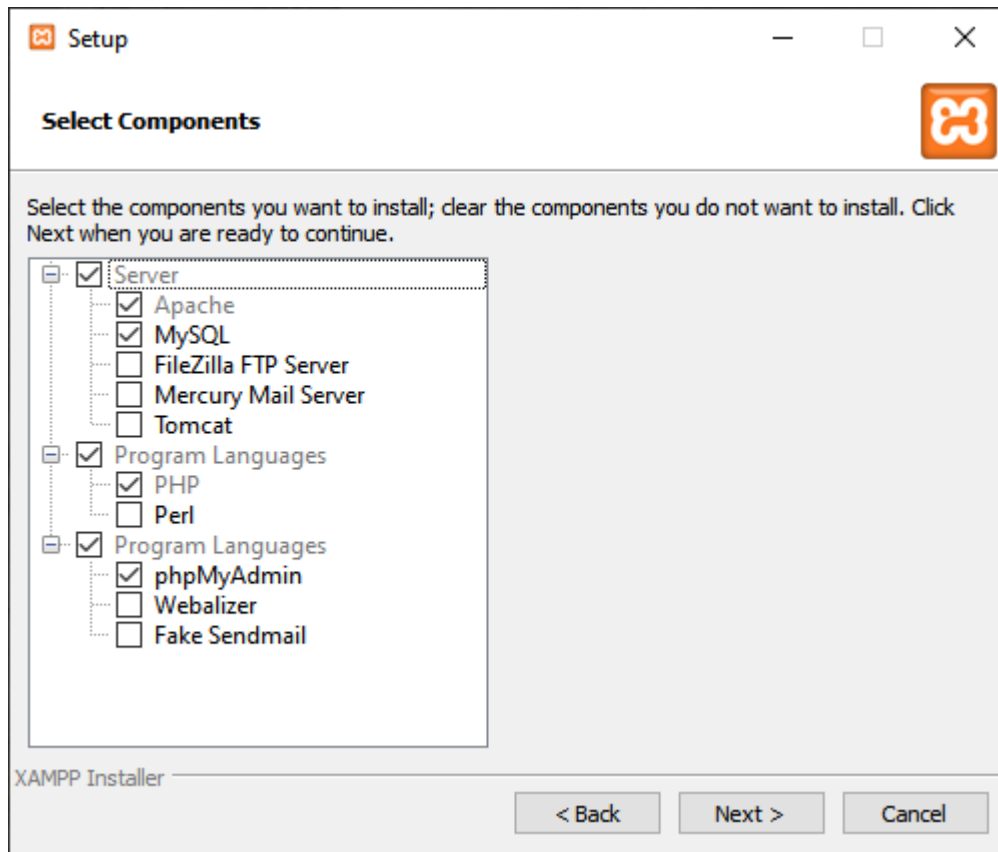 Setup
Select Components
Select the components you want to install; clear the components you do not want to install. Click
Next when you are ready to continue.
Server
Apache
MySQL
FileZilla FTP Server
Mercury Mail Server
Tomcat
Program Languages
PHP
Perl
Program Languages
phpMyAdmin
Webalizer
Fake Sendmail
XAMPP Installer
< Back Next > Cancel